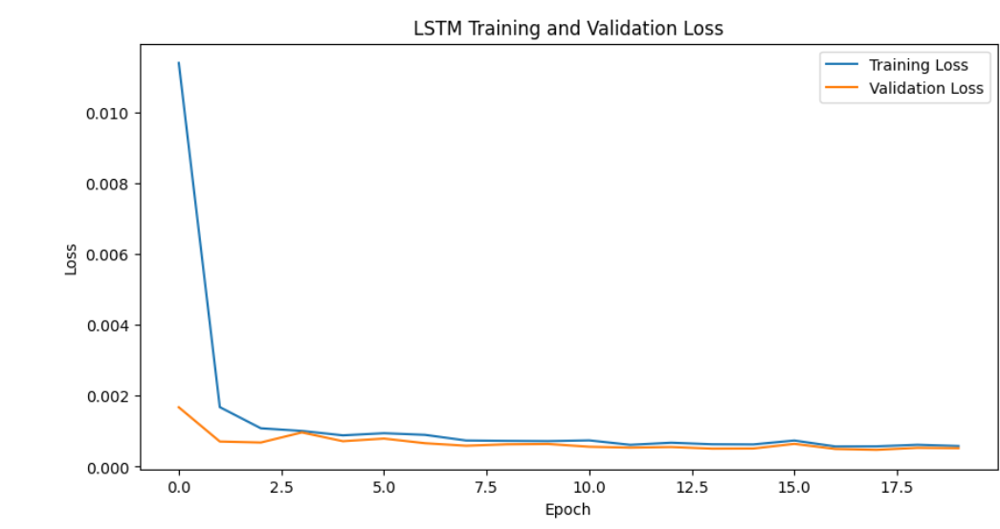 LSTM Training and Validation Loss
Training Loss
Validation Loss
0.010
0.008
0.006
0.004
0.002
0.000
Loss
0.0 2.5 5.0 7.5 10.0 12.5 15.0 17.5
Epoch